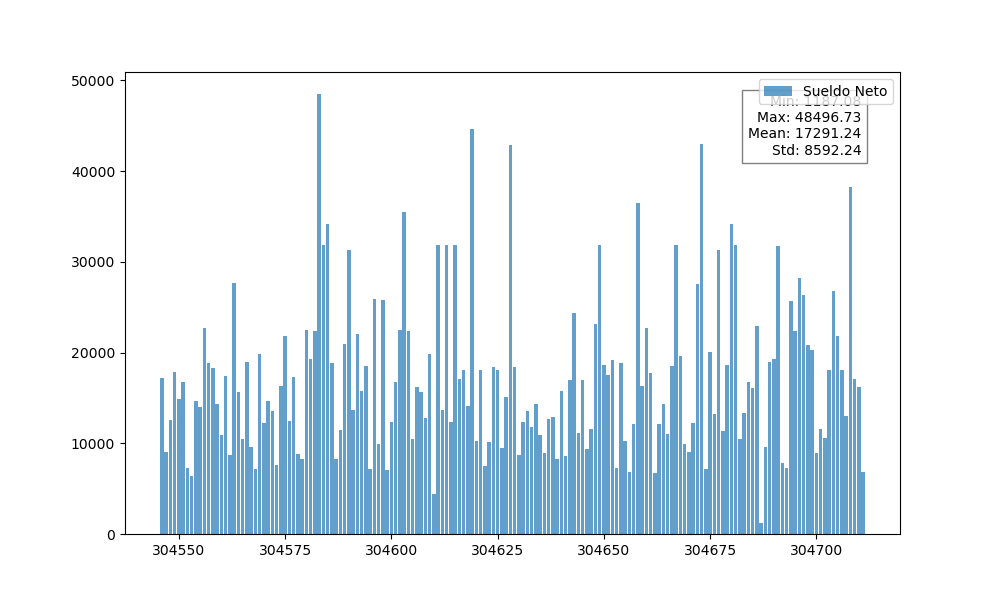 50000
40000
30000
20000
10000
0
Sueldo Neto
Min: 1187.08
Max: 48496.73
Mean: 17291.24
Std: 8592.24
304550 304575 304600 304625 304650 304675 304700